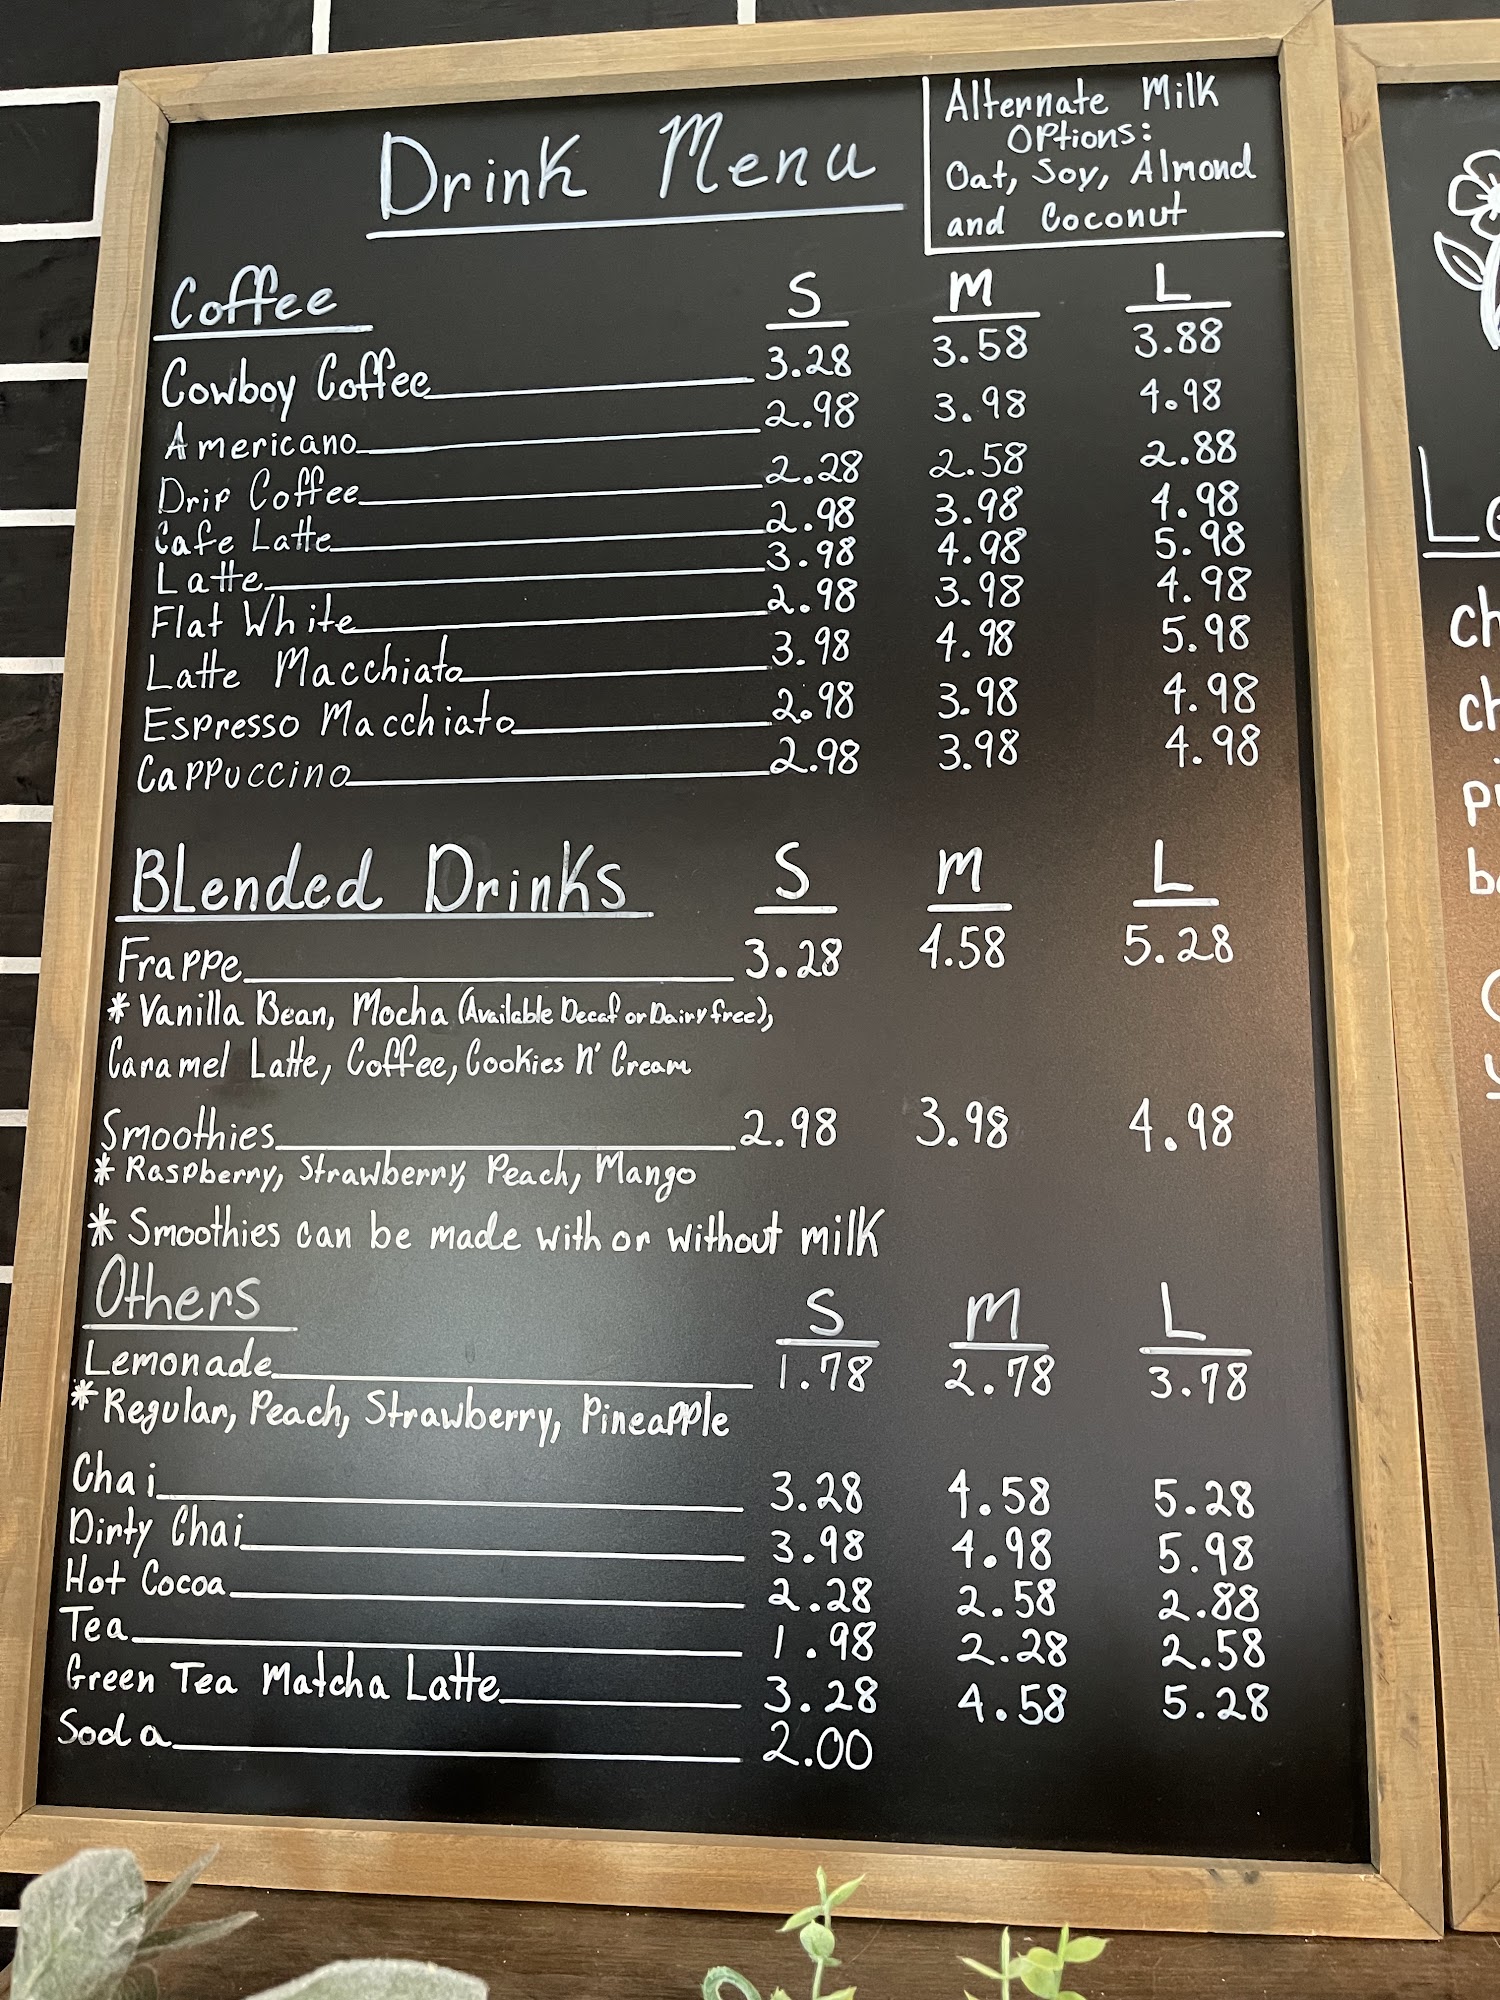 Drink Menu
Alternate Milk
Options:
Oat, Soy, Almond
and Coconut
Coffee S M L
Cowboy Coffee 3.28 3.58 3.88
Americano 2.98 3.98 4.98
Drip Coffee 2.28 2.58 2.88
Cafe Latte 2.98 3.98 4.98
Latte 3.98 4.98 5.98
Flat White 2.98 3.98 4.98
Latte Macchiato 3.98 4.98 5.98
Espresso Macchiato 2.98 3.98 4.98
Cappuccino 2.98 3.98 4.98
Blended Drinks S M L
Frappe 3.28 4.58 5.28
* Vanilla Bean, Mocha (Available Decaf or Dairy free),
Caramel Latte, Coffee, Cookies N' Cream
Smoothies 2.98 3.98 4.98
* Raspberry, Strawberry, Peach, Mango
* Smoothies can be made with or without milk
Others S M L
Lemonade 1.78 2.78 3.78
* Regular, Peach, Strawberry, Pineapple
Chai 3.28 4.58 5.28
Dirty Chai 3.98 4.98 5.98
Hot Cocoa 2.28 2.58 2.88
Tea 1.98 2.28 2.58
Green Tea Matcha Latte 3.28 4.58 5.28
Soda 2.00